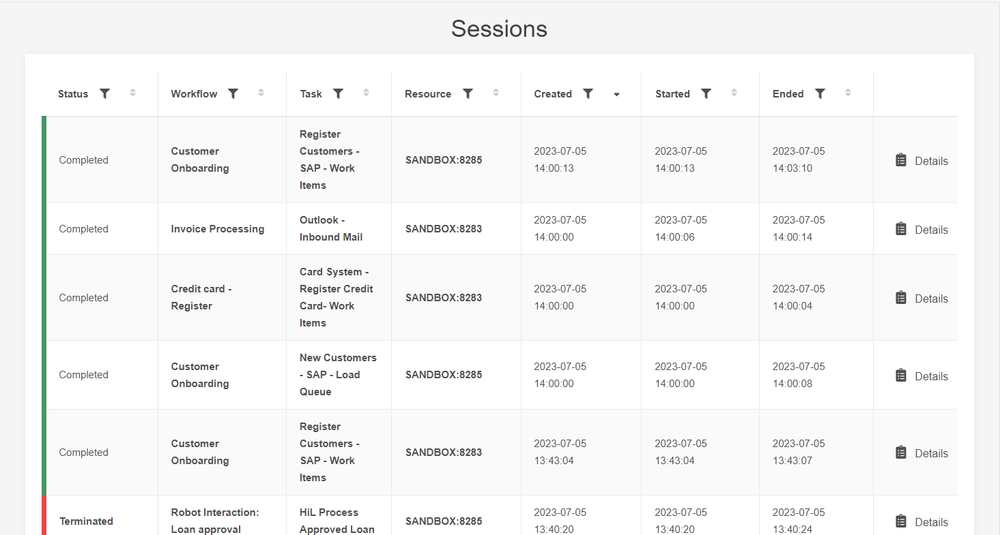 Sessions
Status Workflow Task Resource Created Started Ended
Completed
Customer
Onboarding
Register
Customers -
SAP - Work
Items
SANDBOX:8285
2023-07-05
14:00:13
2023-07-05
14:00:13
2023-07-05
14:03:10
Details
Completed
Invoice Processing
Outlook -
Inbound Mail
SANDBOX:8283
2023-07-05
14:00:00
2023-07-05
14:00:06
2023-07-05
14:00:14
Details
Completed
Credit card -
Register
Card System -
Register Credit
Card- Work
Items
SANDBOX:8283
2023-07-05
14:00:00
2023-07-05
14:00:00
2023-07-05
14:00:04
Details
Completed
Customer
Onboarding
New Customers
- SAP - Load
Queue
SANDBOX:8285
2023-07-05
14:00:00
2023-07-05
14:00:00
2023-07-05
14:00:08
Details
Completed
Customer
Onboarding
Register
Customers -
SAP - Work
Items
SANDBOX:8283
2023-07-05
13:43:04
2023-07-05
13:43:04
2023-07-05
13:43:07
Details
Terminated
Robot Interaction:
Loan approval
HiL Process
Approved Loan
SANDBOX:8285
2023-07-05
13:40:20
2023-07-05
13:40:20
2023-07-05
13:40:24
Details